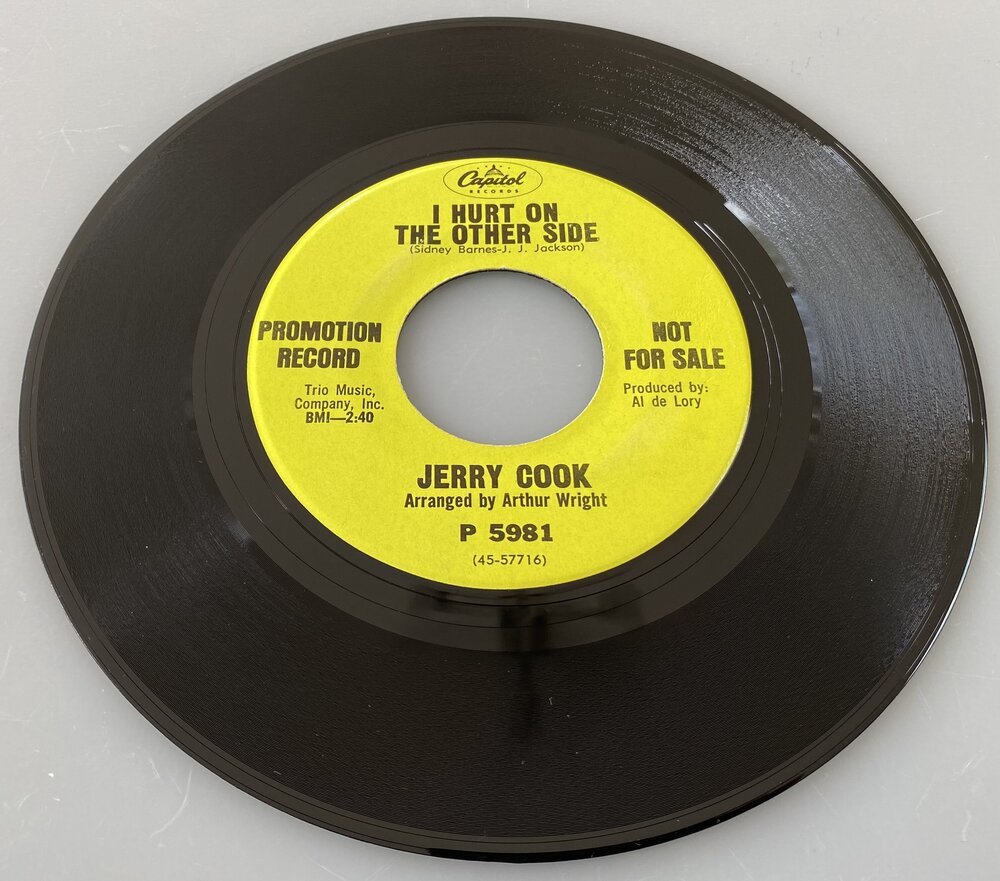 Capitol
RECORDS
I HURT ON
THE OTHER SIDE
(Sidney Barnes-J. J. Jackson)
PROMOTION
RECORD
Trio Music,
Company, Inc.
BMI—2:40
NOT
FOR SALE
Produced by:
Al de Lory
JERRY COOK
Arranged by Arthur Wright
P 5981
(45-57716)